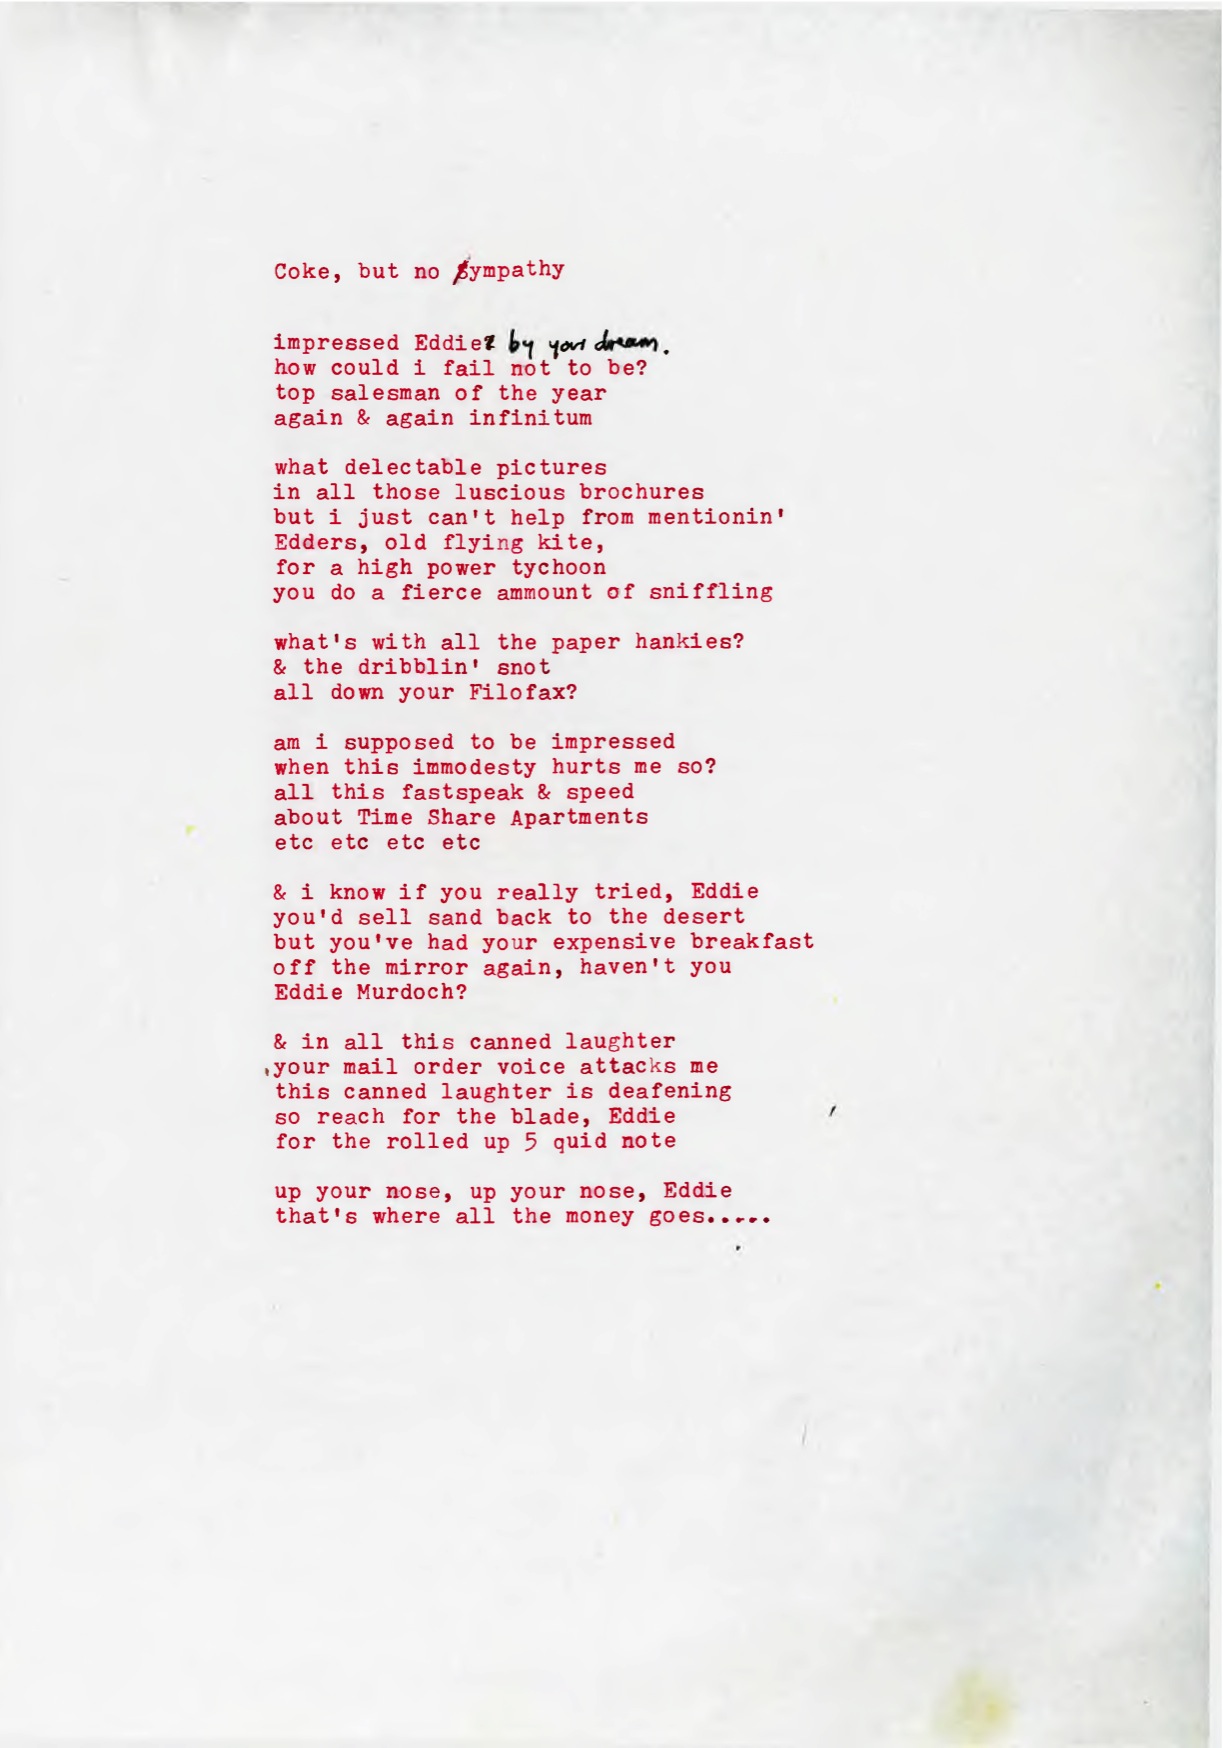 Coke, but no sympathy
impressed Eddie? by your dream.
how could i fail not to be?
top salesman of the year
again & again infinitum
what delectable pictures
in all those luscious brochures
but i just can't help from mentionin'
Edders, old flying kite,
for a high power tychoon
you do a fierce ammount of sniffling
what's with all the paper hankies?
& the dribblin' snot
all down your Filofax?
am i supposed to be impressed
when this immodesty hurts me so?
all this fastspeak & speed
about Time Share Apartments
etc etc etc etc
& i know if you really tried, Eddie
you'd sell sand back to the desert
but you've had your expensive breakfast
off the mirror again, haven't you
Eddie Murdoch?
& in all this canned laughter
your mail order voice attacks me
this canned laughter is deafening
so reach for the blade, Eddie
for the rolled up 5 quid note
up your nose, up your nose, Eddie
that's where all the money goes.....